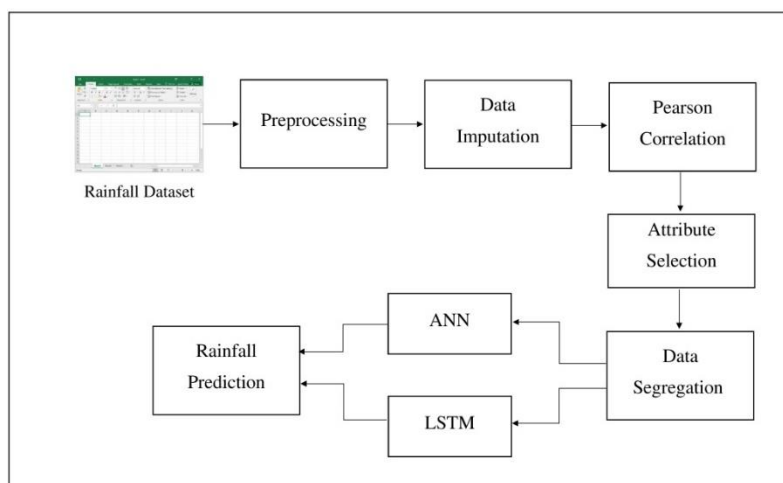 Rainfall Dataset
Preprocessing
Data
Imputation
Pearson
Correlation
Attribute
Selection
Data
Segregation
ANN
LSTM
Rainfall
Prediction